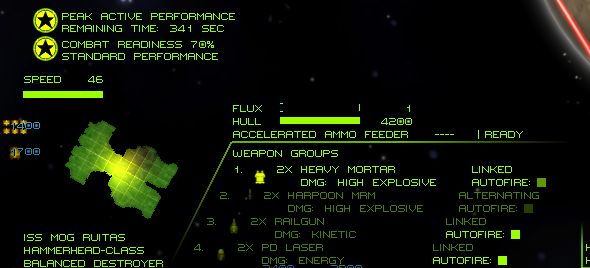 PEAK ACTIVE PERFORMANCE
REMAINING TIME: 341 SEC
COMBAT READINESS 70%
STANDARD PERFORMANCE
SPEED 46
FLUX 1
HULL 4200
ACCELERATED AMMO FEEDER ---- | READY
WEAPON GROUPS
1. 2X HEAVY MORTAR LINKED
DMG: HIGH EXPLOSIVE AUTOFIRE:
2. 2X HARPOON MRM ALTERNATING
DMG: HIGH EXPLOSIVE AUTOFIRE:
3. 2X RAILGUN LINKED
DMG: KINETIC AUTOFIRE:
4. 2X PD LASER LINKED
DMG: ENERGY AUTOFIRE:
1400
1700
ISS MOG RUITAS
HAMMERHEAD-CLASS
BALANCED DESTROYER